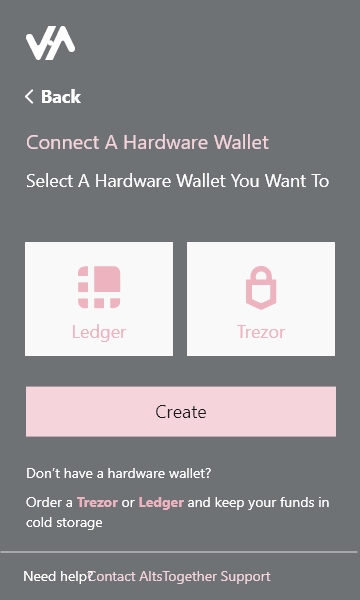 Back
Connect A Hardware Wallet
Select A Hardware Wallet You Want To
Ledger Trezor
Create
Don't have a hardware wallet?
Order a Trezor or Ledger and keep your funds in
cold storage
Need help? Contact AltsTogether Support